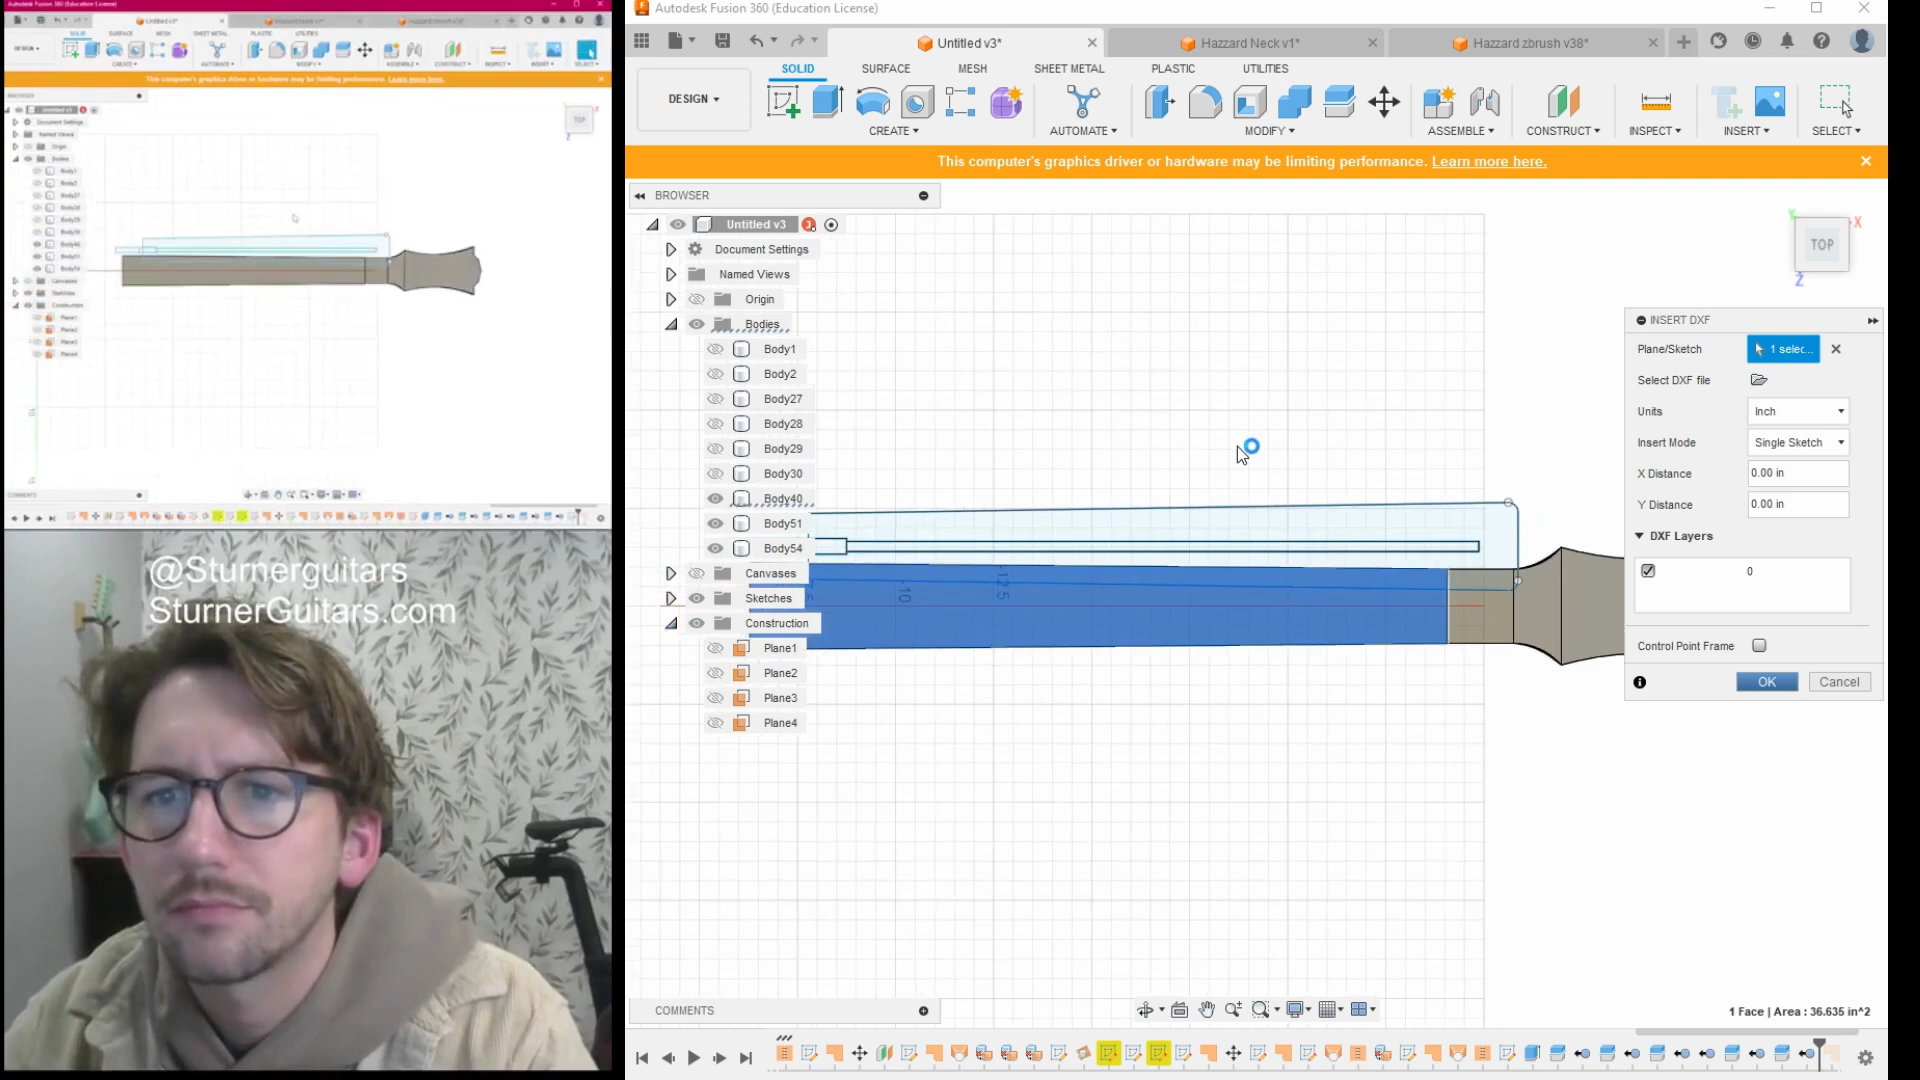 Autodesk Fusion 360 (Education License)
Untitled v3*
Hazzard Neck v1*
Hazzard zbrush v38*
DESIGN
SOLID
SURFACE
MESH
SHEET METAL
PLASTIC
UTILITIES
CREATE
AUTOMATE
MODIFY
ASSEMBLE
CONSTRUCT
INSPECT
INSERT
SELECT
This computer's graphics driver or hardware may be limiting performance. Learn more here.
BROWSER
Untitled v3
Document Settings
Named Views
Origin
Bodies
Body1
Body2
Body27
Body28
Body29
Body30
Body40
Body51
Body54
Canvases
Sketches
Construction
Plane1
Plane2
Plane3
Plane4
10
12.5
TOP
X
Y
Z
INSERT DXF
Plane/Sketch
1 selec...
Select DXF file
Units
Inch
Insert Mode
Single Sketch
X Distance
0.00 in
Y Distance
0.00 in
DXF Layers
0
Control Point Frame
OK
Cancel
COMMENTS
1 Face | Area : 36.635 in^2
@Sturnerguitars
SturnerGuitars.com